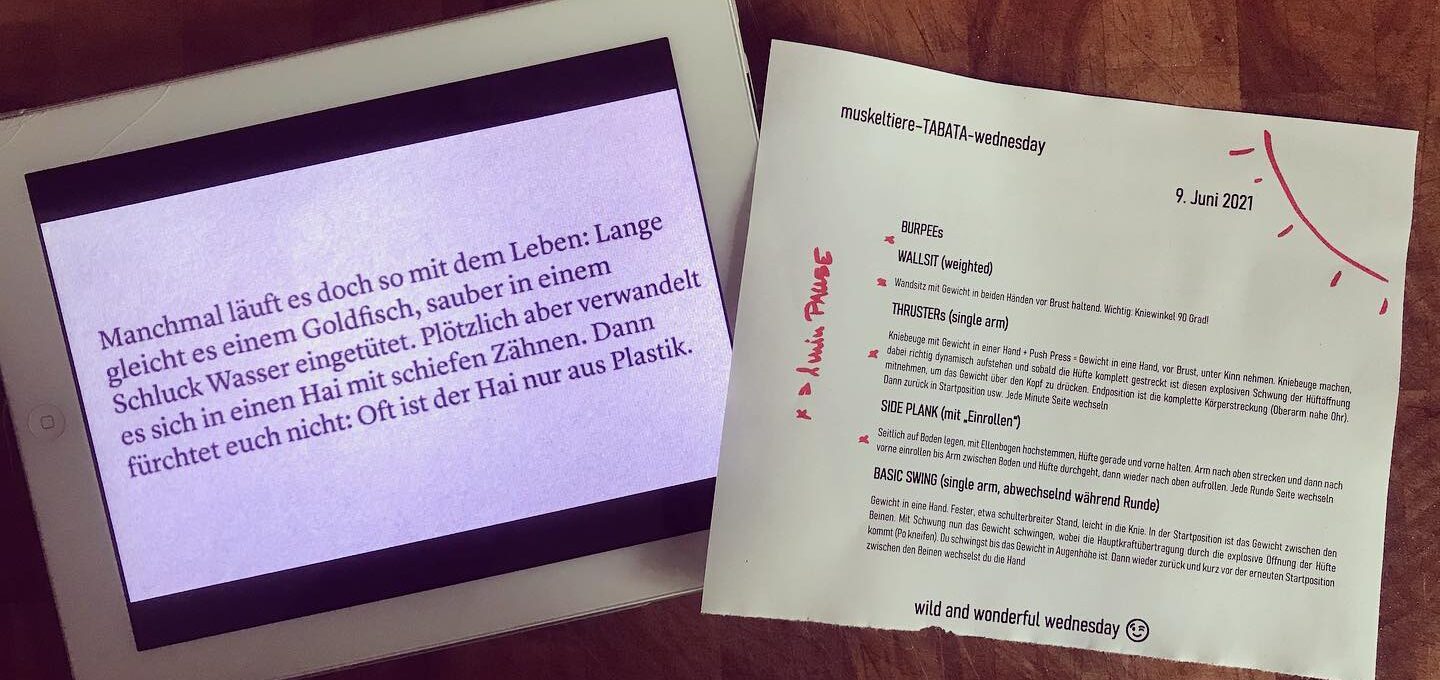 Manchmal läuft es doch so mit dem Leben: Lange
gleicht es einem Goldfisch, sauber in einem
Schluck Wasser eingetütet. Plötzlich aber verwandelt
es sich in einen Hai mit schiefen Zähnen. Dann
fürchtet euch nicht: Oft ist der Hai nur aus Plastik.
muskeltiere-TABATA-wednesday
9. Juni 2021
x => 1 min PAUSE
BURPEEs
x
WALLSIT (weighted)
x Wandsitz mit Gewicht in beiden Händen vor Brust haltend. Wichtig: Kniewinkel 90 Grad!
THRUSTERs (single arm)
Kniebeuge mit Gewicht in einer Hand + Push Press = Gewicht in eine Hand, vor Brust, unter Kinn nehmen. Kniebeuge machen,
x dabei richtig dynamisch aufstehen und sobald die Hüfte komplett gestreckt ist diesen explosiven Schwung der Hüftöffnung
mitnehmen, um das Gewicht über den Kopf zu drücken. Endposition ist die komplette Körperstreckung (Oberarm nahe Ohr).
Dann zurück in Startposition usw. Jede Minute Seite wechseln
SIDE PLANK (mit „Einrollen“)
x Seitlich auf Boden legen, mit Ellenbogen hochstemmen, Hüfte gerade und vorne halten. Arm nach oben strecken und dann nach
vorne einrollen bis Arm zwischen Boden und Hüfte durchgeht, dann wieder nach oben aufrollen. Jede Runde Seite wechseln
BASIC SWING (single arm, abwechselnd während Runde)
Gewicht in eine Hand. Fester, etwa schulterbreiter Stand, leicht in die Knie. In der Startposition ist das Gewicht zwischen den
Beinen. Mit Schwung nun das Gewicht schwingen, wobei die Hauptkraftübertragung durch die explosive Öffnung der Hüfte
kommt (Po kneifen). Du schwingst bis das Gewicht in Augenhöhe ist. Dann wieder zurück und kurz vor der erneuten Startposition
zwischen den Beinen wechselst du die Hand
wild and wonderful wednesday 😉